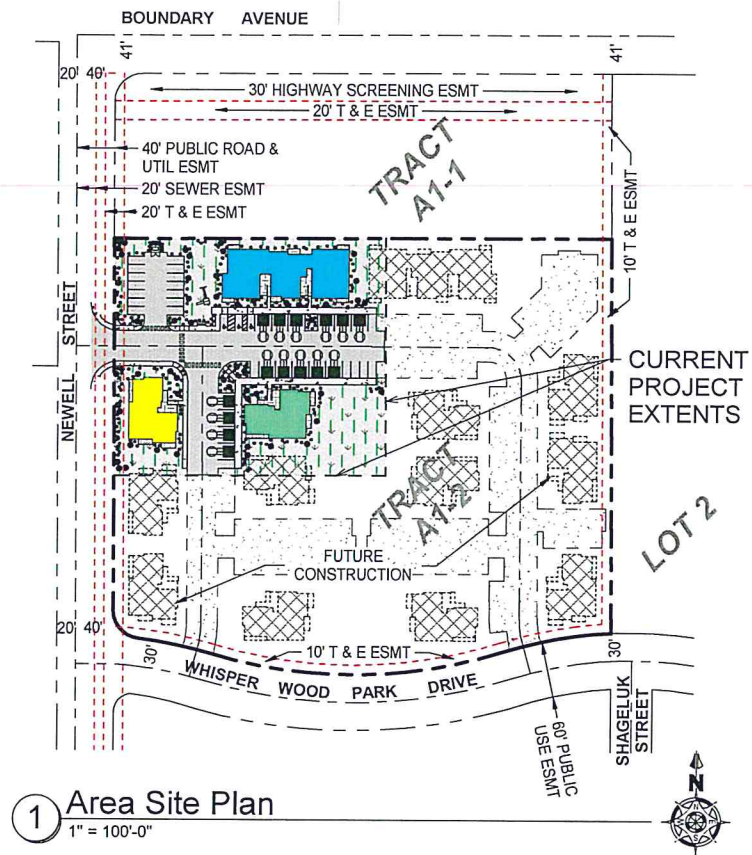 BOUNDARY AVENUE
41'
41'
20' 40'
30' HIGHWAY SCREENING ESMT
20' T & E ESMT
40' PUBLIC ROAD &
UTIL ESMT
20' SEWER ESMT
20' T & E ESMT
TRACT
A1-1
10' T & E ESMT
NEWELL STREET
CURRENT
PROJECT
EXTENTS
TRACT
A1-2
LOT 2
FUTURE
CONSTRUCTION
20' 40'
30'
10' T & E ESMT
30'
WHISPER WOOD PARK DRIVE
60' PUBLIC
USE ESMT
SHAGELUK
STREET
1 Area Site Plan
1" = 100'-0"
N
N
E
S
W